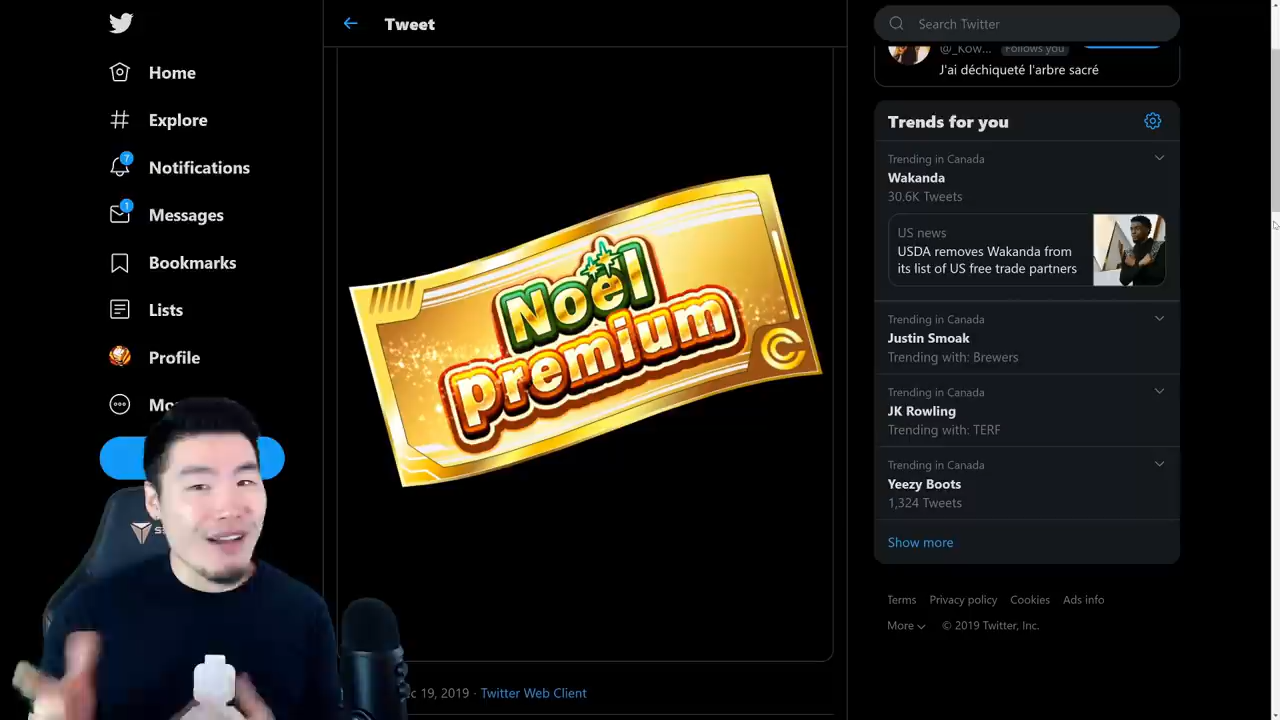 Home
Explore
Notifications
7
Messages
1
Bookmarks
Lists
Profile
Tweet
Noël
Premium
C
19, 2019 · Twitter Web Client
Search Twitter
@_Kow... Follows you
J'ai déchiqueté l'arbre sacré
Trends for you
Trending in Canada
Wakanda
30.6K Tweets
US news
USDA removes Wakanda from
its list of US free trade partners
Trending in Canada
Justin Smoak
Trending with: Brewers
Trending in Canada
JK Rowling
Trending with: TERF
Trending in Canada
Yeezy Boots
1,324 Tweets
Show more
Terms Privacy policy Cookies Ads info
More © 2019 Twitter, Inc.